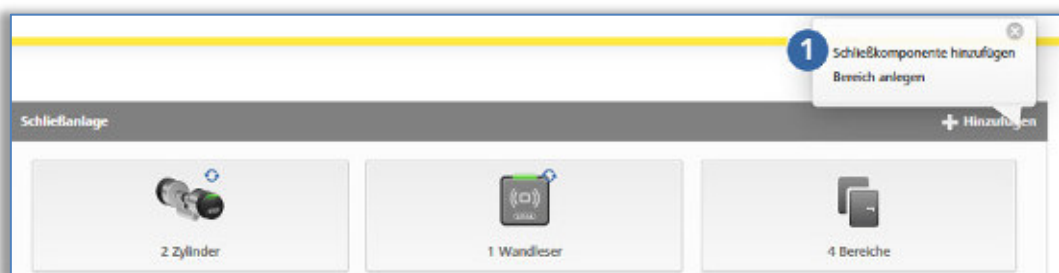 1
Schließkomponente hinzufügen
Bereich anlegen
Schließanlage
Hinzufügen
2 Zylinder
1 Wandleser
4 Bereiche